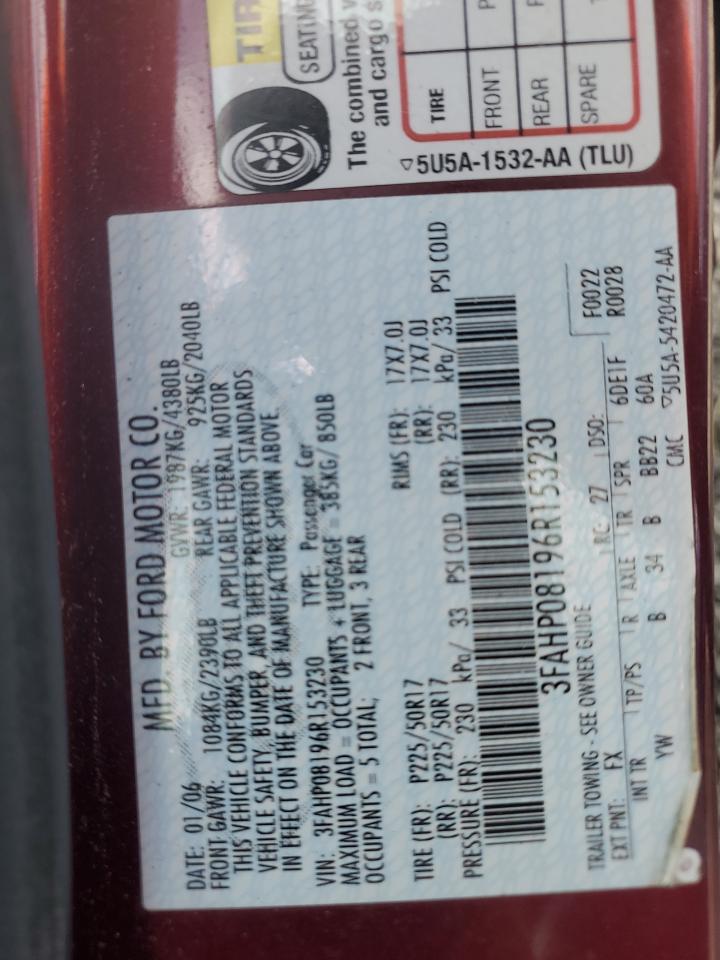 TIR
SEATIN
The combined
and cargo s
TIRE
FRONT P
REAR
SPARE
5U5A-1532-AA (TLU)
MFD. BY FORD MOTOR CO.
DATE: 01/06 GVWR: 1987KG/4380LB
FRONT GAWR: 1084KG/2390LB REAR GAWR: 925KG/2040LB
THIS VEHICLE CONFORMS TO ALL APPLICABLE FEDERAL MOTOR
VEHICLE SAFETY, BUMPER, AND THEFT PREVENTION STANDARDS
IN EFFECT ON THE DATE OF MANUFACTURE SHOWN ABOVE.
VIN: 3FAHP08196R153230 TYPE: Passenger Car
MAXIMUM LOAD = OCCUPANTS + LUGGAGE = 385KG/ 850LB
OCCUPANTS = 5 TOTAL; 2 FRONT, 3 REAR
TIRE (FR): P225/50R17 RIMS (FR): 17X7.0J
(RR): P225/50R17 (RR): 17X7.0J
PRESSURE (FR): 230 kPa/ 33 PSI COLD (RR): 230 kPa/ 33 PSI COLD
3FAHP08196R153230
TRAILER TOWING - SEE OWNER GUIDE
EXT PNT: FX RC: 27 DSO: F0022
INT TR TP/PS R AXLE TR SPR 6DE1F R0028
YW B 34 B BB22 60A
CMC 5U5A-5420472-AA